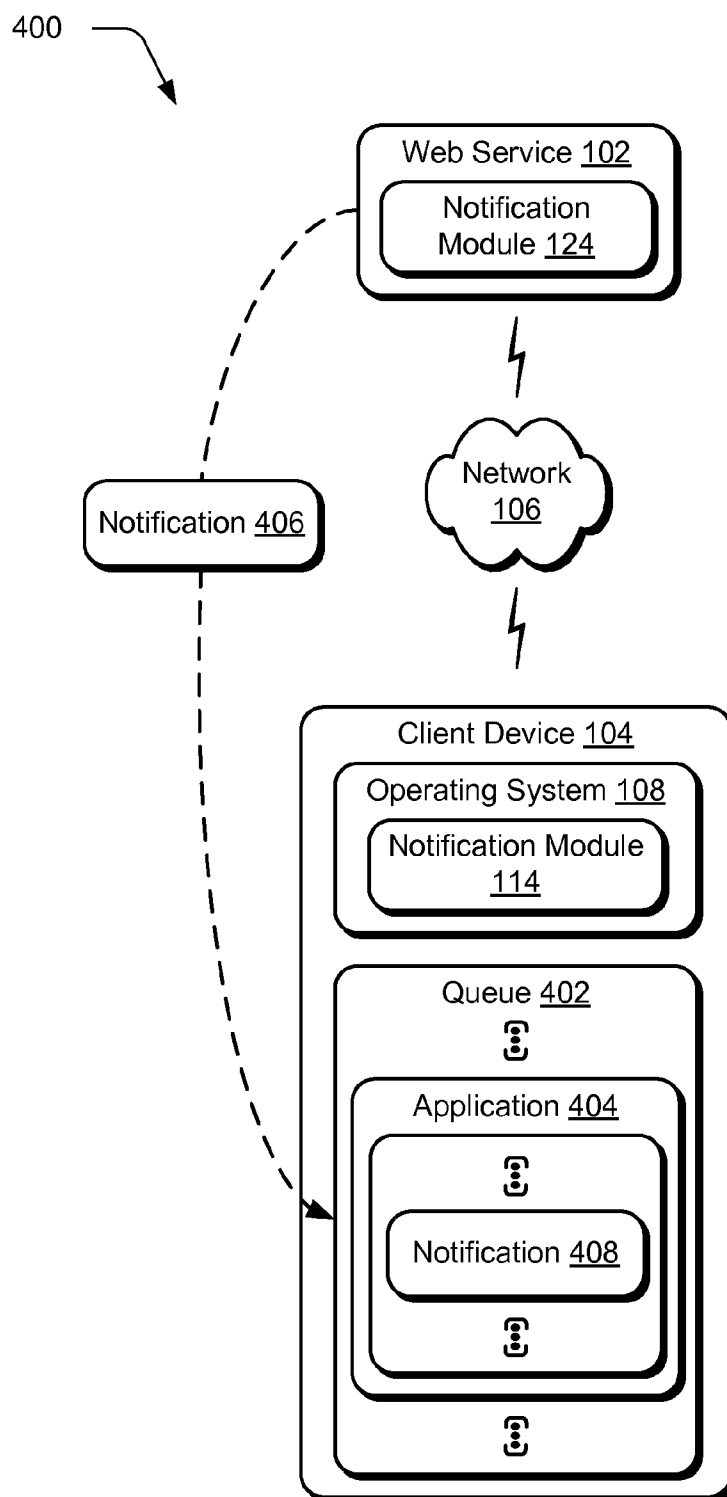 400
Web Service 102
Notification
Module 124
Network
106
Notification 406
Client Device 104
Operating System 108
Notification Module
114
Queue 402
Application 404
Notification 408